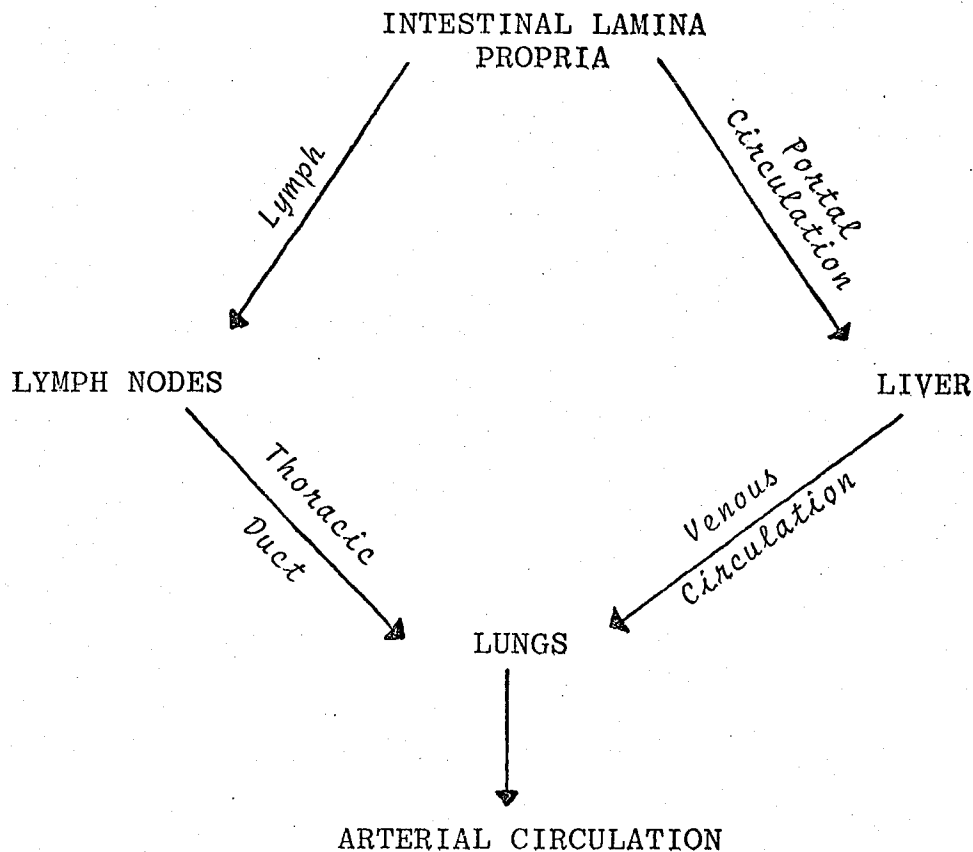 INTESTINAL LAMINA
PROPRIA
Lymph
Portal
Circulation
LYMPH NODES
LIVER
Thoracic
Duct
Venous
Circulation
LUNGS
ARTERIAL CIRCULATION